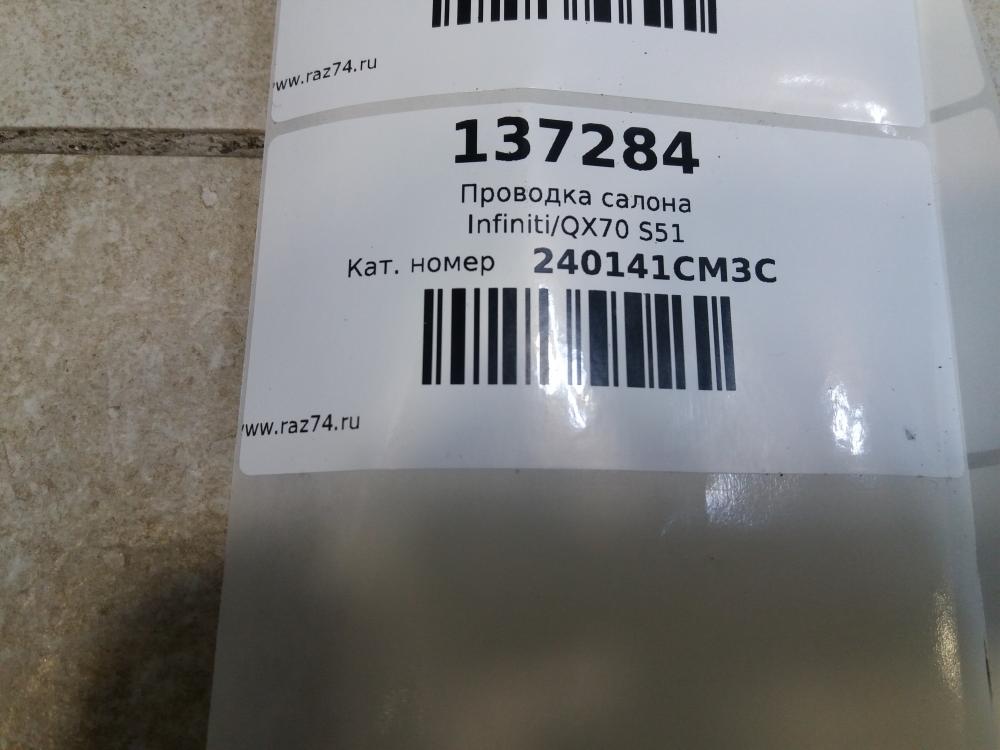 www.raz74.ru
137284
Проводка салона
Infiniti/QX70 S51
Кат. номер 240141CM3C
www.raz74.ru